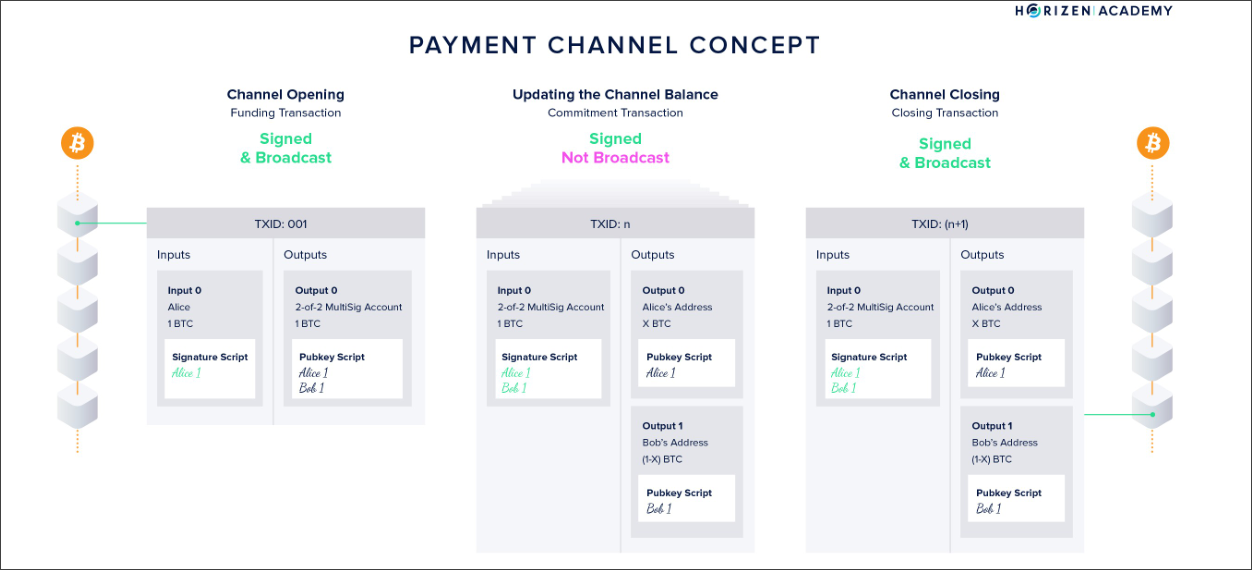 HORIZEN ACADEMY
PAYMENT CHANNEL CONCEPT
Channel Opening
Funding Transaction
Signed
& Broadcast
TXID: 001
Inputs
Outputs
Input 0
Alice
1 BTC
Signature Script
Alice 1
Output 0
2-of-2 MultiSig Account
1 BTC
Pubkey Script
Alice 1
Bob 1
Updating the Channel Balance
Commitment Transaction
Signed
Not Broadcast
TXID: n
Inputs
Outputs
Input 0
2-of-2 MultiSig Account
1 BTC
Signature Script
Alice 1
Bob 1
Output 0
Alice's Address
X BTC
Pubkey Script
Alice 1
Output 1
Bob's Address
(1-X) BTC
Pubkey Script
Bob 1
Channel Closing
Closing Transaction
Signed
& Broadcast
TXID: (n+1)
Inputs
Outputs
Input 0
2-of-2 MultiSig Account
1 BTC
Signature Script
Alice 1
Bob 1
Output 0
Alice's Address
X BTC
Pubkey Script
Alice 1
Output 1
Bob's Address
(1-X) BTC
Pubkey Script
Bob 1